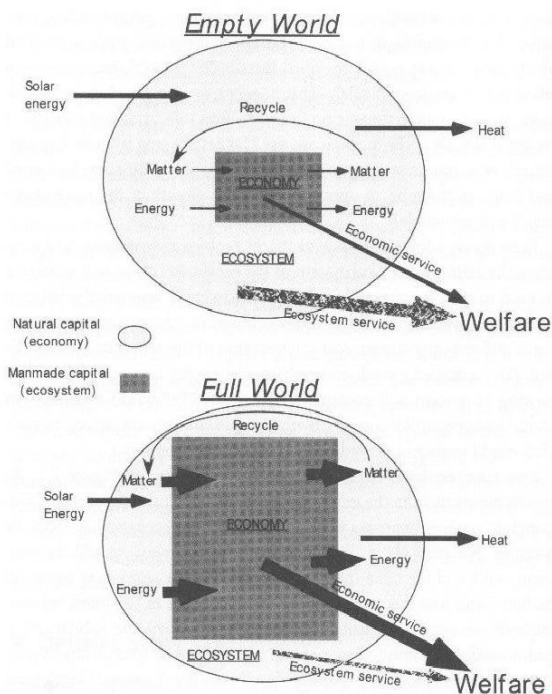 Empty World
Solar
energy
Recycle
Heat
Matter
Matter
ECONOMY
Energy
Energy
Economic service
ECOSYSTEM
Ecosystem service
Welfare
Natural capital
(economy)
Manmade capital
(ecosystem)
Full World
Recycle
Matter
Matter
Solar
Energy
ECONOMY
Heat
Energy
Energy
Economic service
ECOSYSTEM
Ecosystem service
Welfare